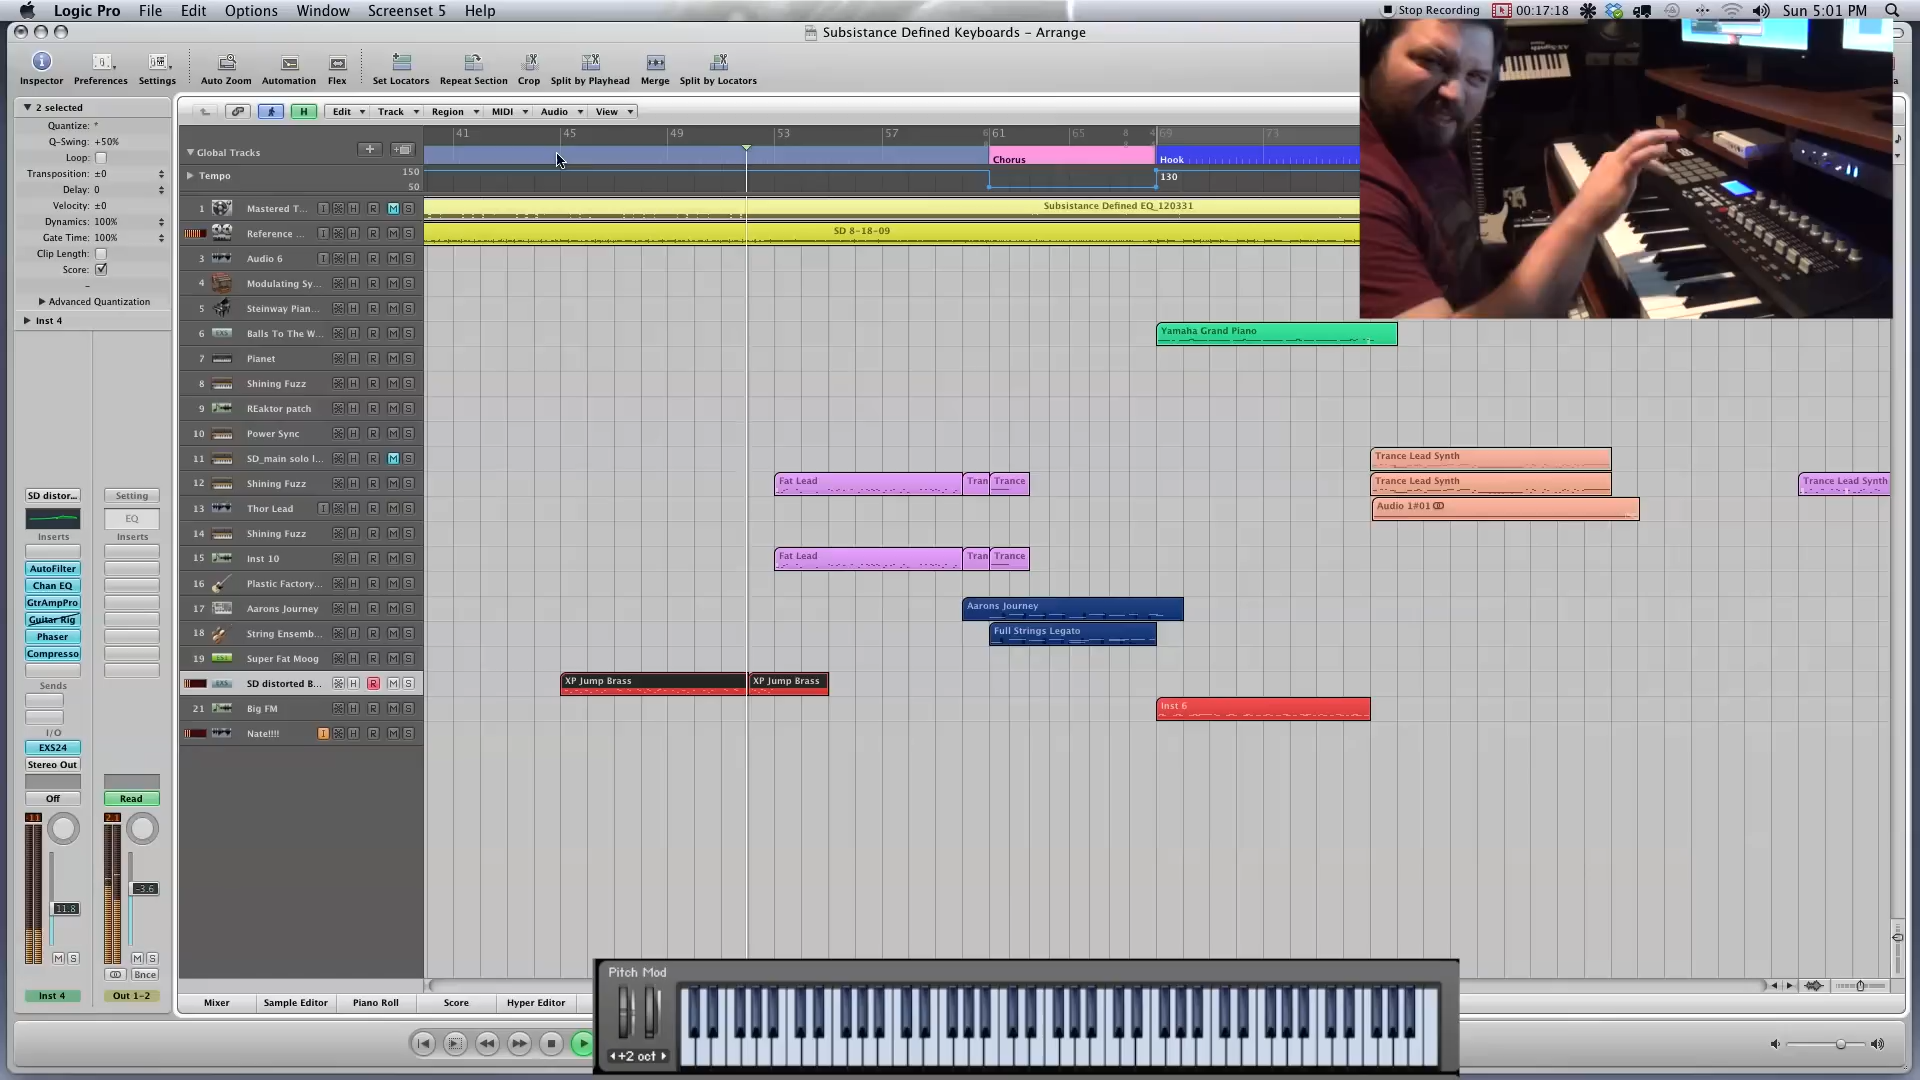 Logic Pro File Edit Options Window Screenset 5 Help
Stop Recording 00:17:18 Sun 5:01 PM
Subsistance Defined Keyboards – Arrange
Inspector Preferences Settings Auto Zoom Automation Flex Set Locators Repeat Section Crop Split by Playhead Merge Split by Locators
2 selected
Edit Track Region MIDI Audio View
Quantize: *
Q-Swing: +50%
Loop:
Transposition: ±0
Delay: 0
Velocity: ±0
Dynamics: 100%
Gate Time: 100%
Clip Length:
Score:
Advanced Quantization
Inst 4
41 45 49 53 57 61 65 69 73
Global Tracks
Chorus
Hook
Tempo 150
50
130
1 Mastered T... I H R M S
Subsistance Defined EQ_120331
Reference ... I H R M S
SD 8-18-09
3 Audio 6 I H R M S
4 Modulating Sy... H R M S
5 Steinway Pian... H R M S
6 Balls To The W... H R M S
Yamaha Grand Piano
7 Pianet H R M S
8 Shining Fuzz H R M S
9 REaktor patch H R M S
10 Power Sync H R M S
11 SD_main solo l... H R M S
Trance Lead Synth
12 Shining Fuzz H R M S
Fat Lead Tran Trance Trance Lead Synth Trance Lead Synth
13 Thor Lead I H R M S
Audio 1#01
14 Shining Fuzz H R M S
15 Inst 10 H R M S
Fat Lead Tran Trance
16 Plastic Factory... H R M S
17 Aarons Journey H R M S
Aarons Journey
18 String Ensemb... H R M S
Full Strings Legato
19 Super Fat Moog H R M S
SD distorted B... H R M S
XP Jump Brass XP Jump Brass
21 Big FM H R M S
Inst 6
Nate!!!! I H R M S
SD distor... Setting
EQ
Inserts Inserts
AutoFilter
Chan EQ
GtrAmpPro
Guitar Rig
Phaser
Compresso
Sends
I/O
EXS24
Stereo Out
Off Read
-11 2.1
-3.6
11.8
M S M S
Bnce
Inst 4 Out 1-2
Mixer Sample Editor Piano Roll Score Hyper Editor
Pitch Mod
+2 oct